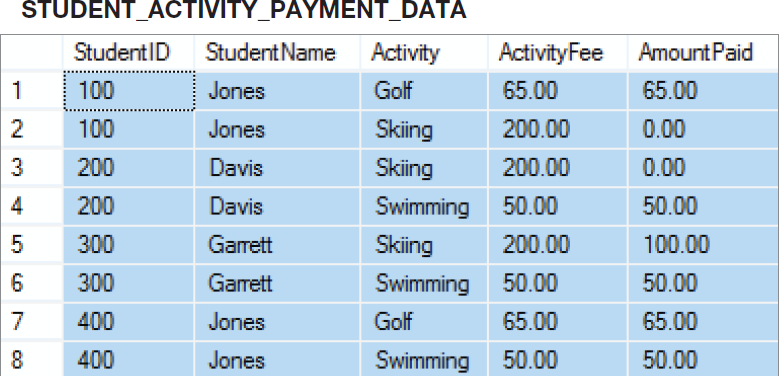 STUDENT_ACTIVITY_PAYMENT_DATA
StudentID StudentName Activity ActivityFee AmountPaid
1 100 Jones Golf 65.00 65.00
2 100 Jones Skiing 200.00 0.00
3 200 Davis Skiing 200.00 0.00
4 200 Davis Swimming 50.00 50.00
5 300 Garrett Skiing 200.00 100.00
6 300 Garrett Swimming 50.00 50.00
7 400 Jones Golf 65.00 65.00
8 400 Jones Swimming 50.00 50.00